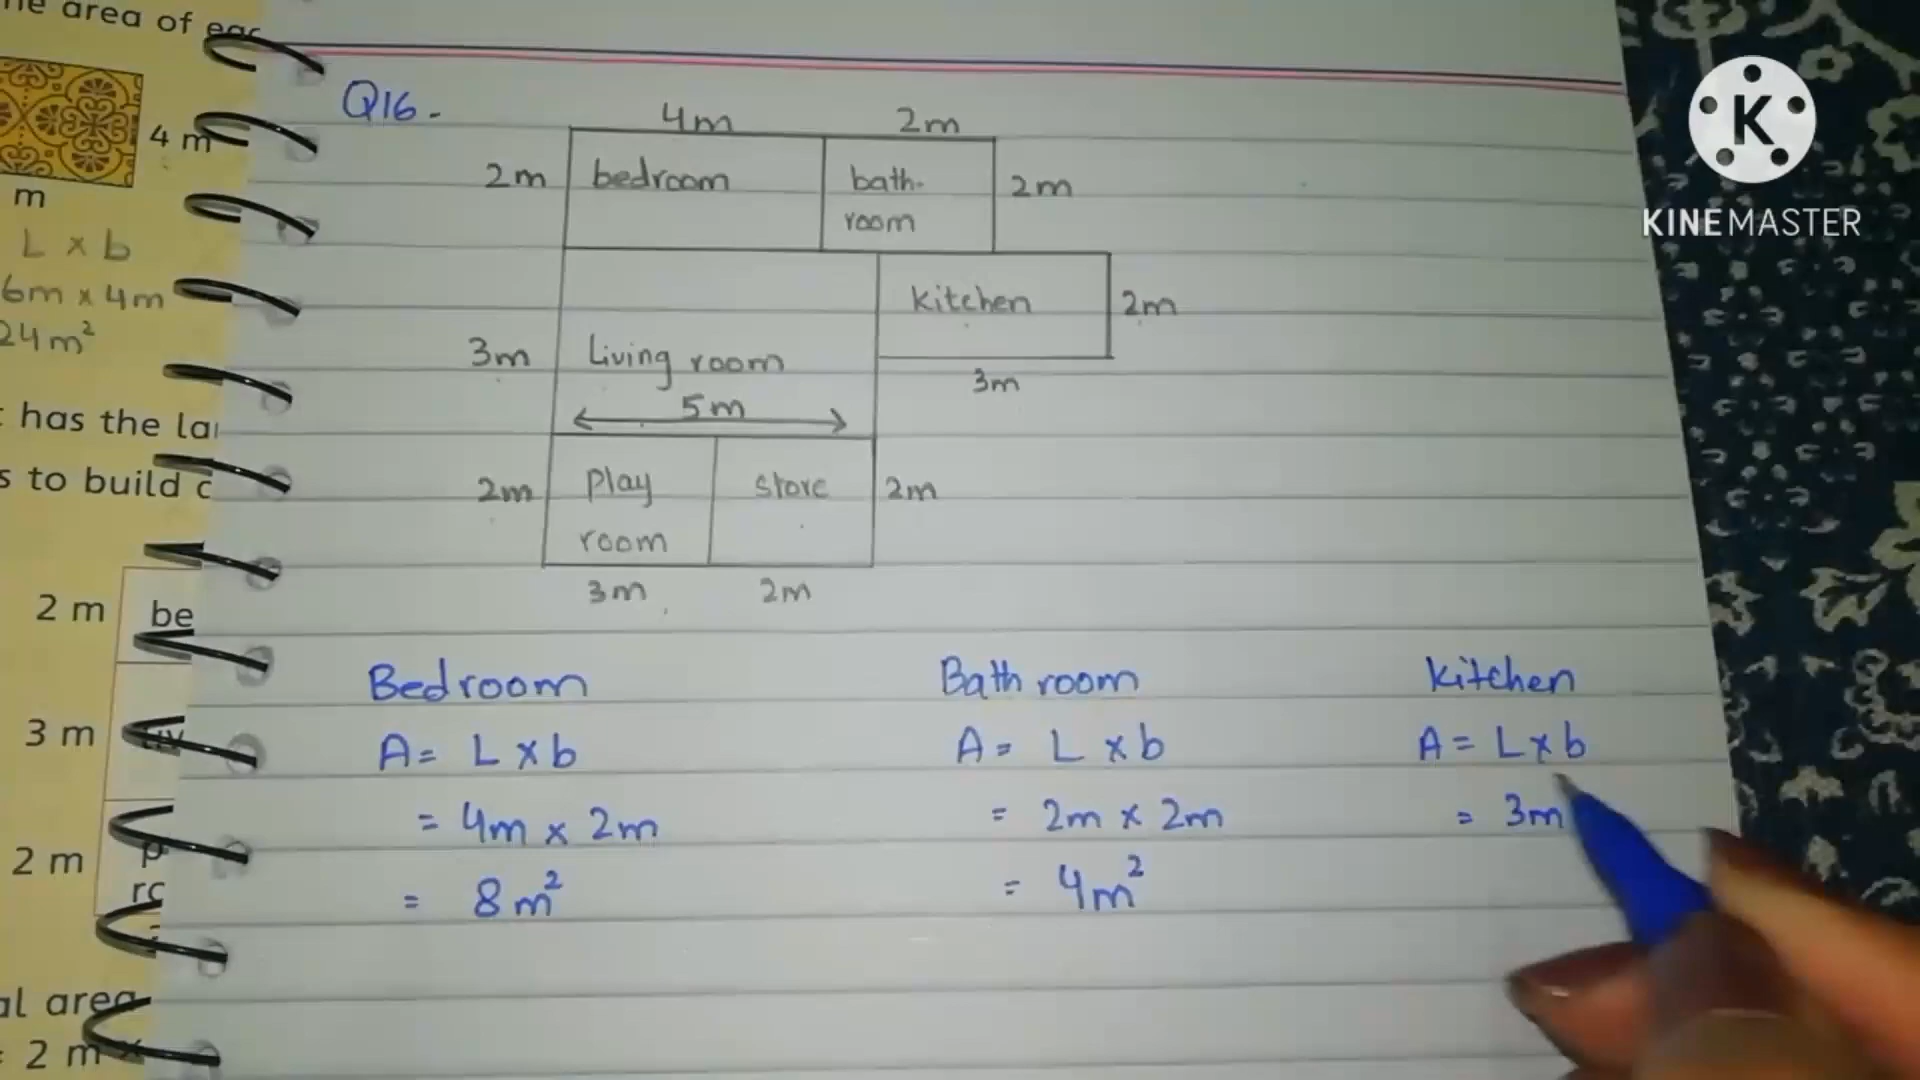 area of
4 m
m
L x b
6m x 4m
24m²
has the
s to build
2 m be
3 m
2 m
area
2 m x
Q16.
4m 2m
2m bedroom bath. 2m
room
kitchen 2m
3m Living room
3m
5m
2m Play store 2m
room
3m 2m
Bedroom Bath room kitchen
A = L x b A = L x b A = L x b
= 4m x 2m = 2m x 2m = 3m
= 8m² = 4m²
K
KINEMASTER